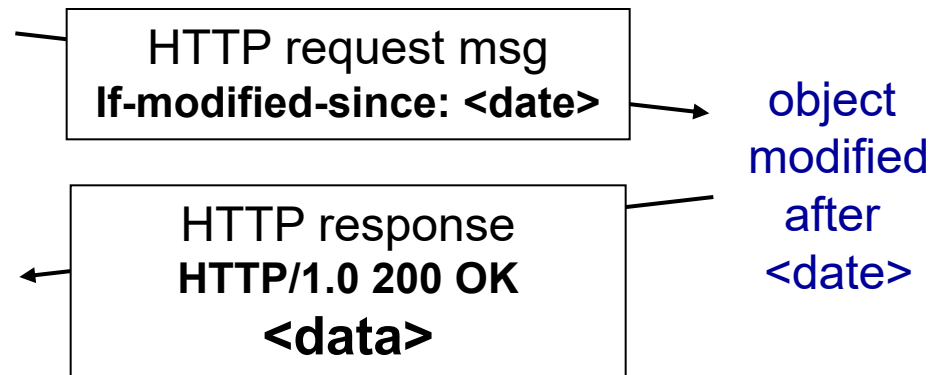 HTTP request msg
If-modified-since: <date>
object
modified
after
<date>
HTTP response
HTTP/1.0 200 OK
<data>